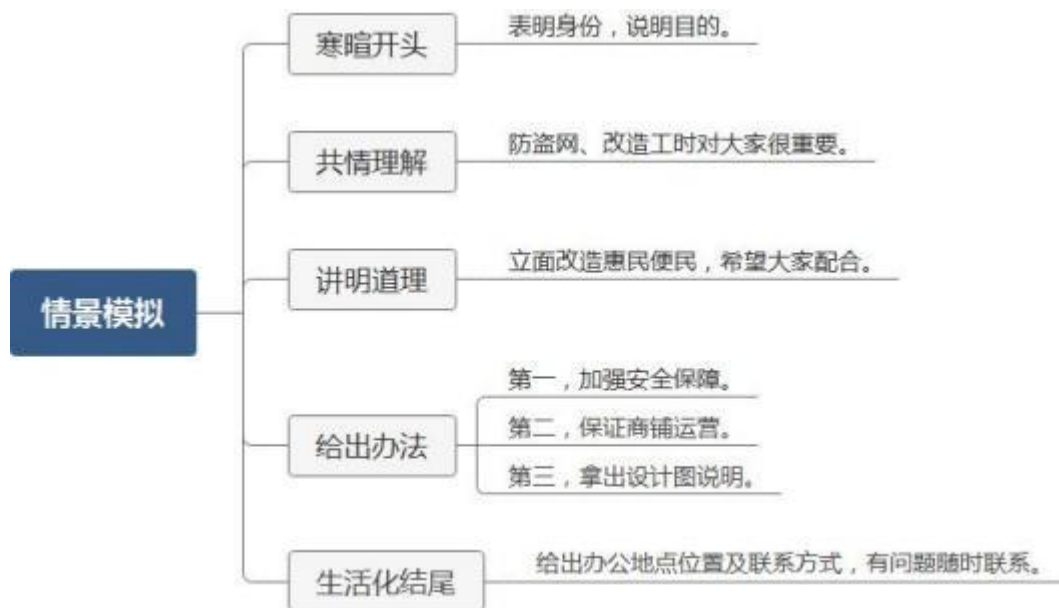 寒暄开头
表明身份，说明目的。
共情理解
防盗网、改造工时对大家很重要。
讲明道理
立面改造惠民便民，希望大家配合。
情景模拟
给出办法
第一，加强安全保障。
第二，保证商铺运营。
第三，拿出设计图说明。
生活化结尾
给出办公地点位置及联系方式，有问题随时联系。